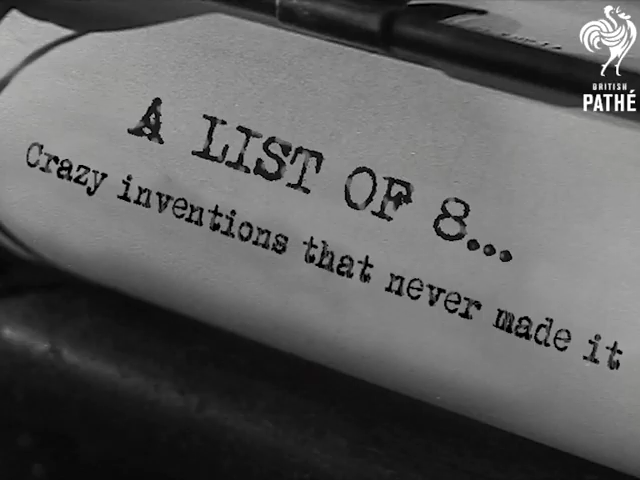 BRITISH
PATHÉ
A LIST OF 8...
Crazy inventions that never made it